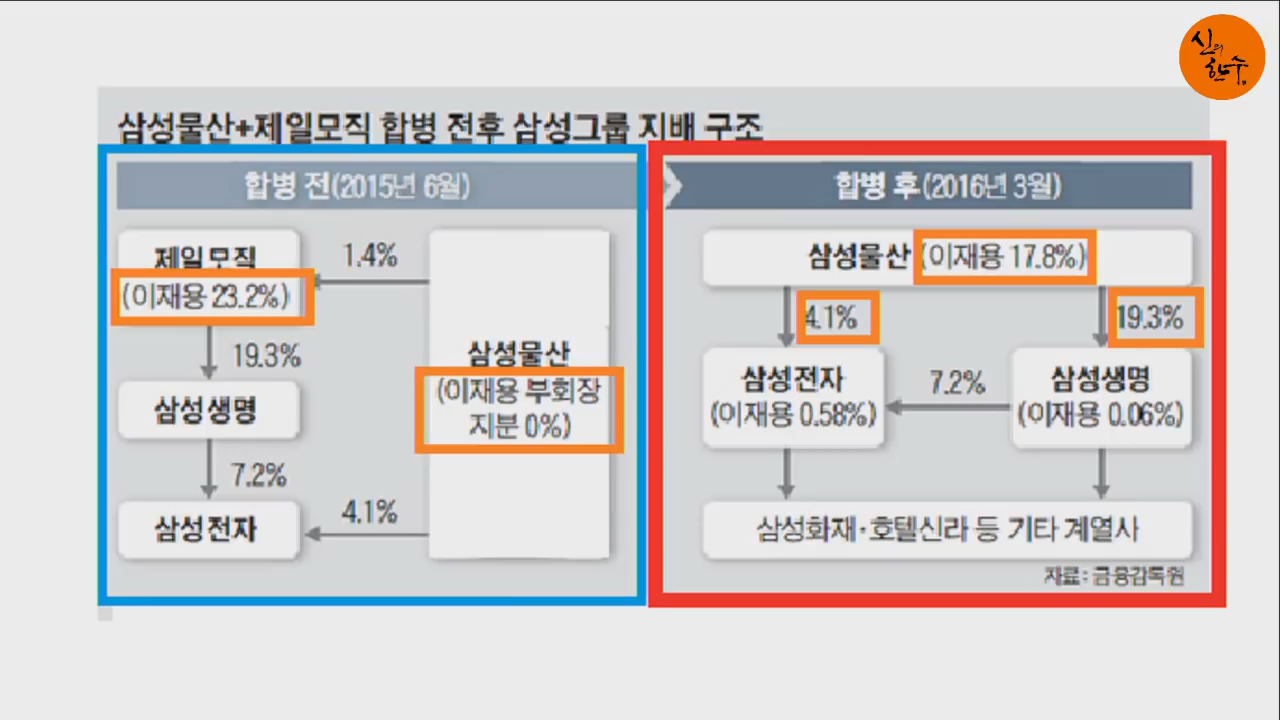 신의
한수
삼성물산+제일모직 합병 전후 삼성그룹 지배 구조
합병 전(2015년 6월)
제일모직
(이재용 23.2%)
1.4%
19.3%
삼성물산
(이재용 부회장
지분 0%)
삼성생명
7.2%
4.1%
삼성전자
합병 후(2016년 3월)
삼성물산 (이재용 17.8%)
4.1%
19.3%
삼성전자
(이재용 0.58%)
7.2%
삼성생명
(이재용 0.06%)
삼성화재·호텔신라 등 기타 계열사
자료:금융감독원